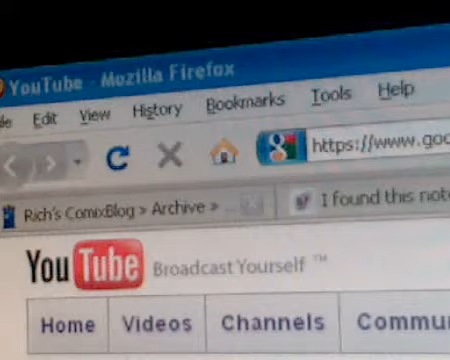 YouTube - Mozilla Firefox
Edit View History Bookmarks Tools Help
https://www.goo
Rich's ComixBlog > Archive » I found this note
YouTube Broadcast Yourself ™
Home Videos Channels Commu